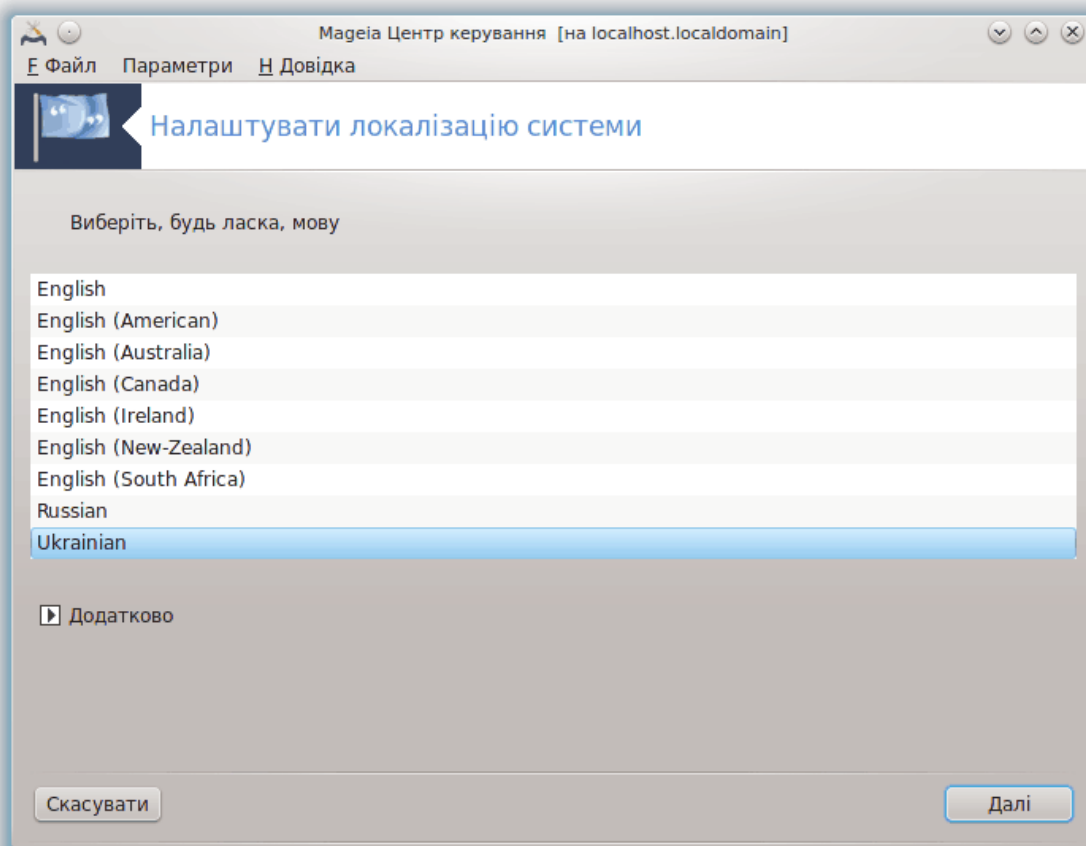 Mageia Центр керування [на localhost.localdomain]
F Файл Параметри H Довідка
Налаштувати локалізацію системи
Виберіть, будь ласка, мову
English
English (American)
English (Australia)
English (Canada)
English (Ireland)
English (New-Zealand)
English (South Africa)
Russian
Ukrainian
Додатково
Скасувати Далі